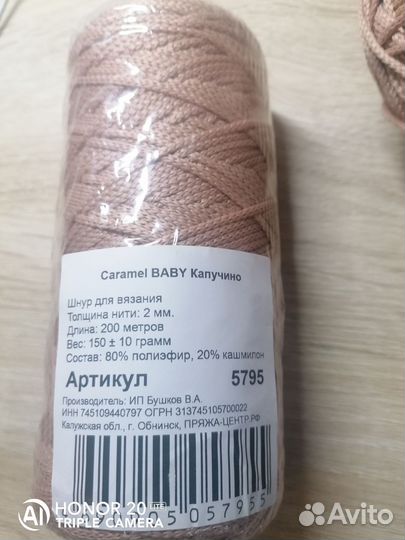 Caramel BABY Капучино
Шнур для вязания
Толщина нити: 2 мм.
Длина: 200 метров
Вес: 150 ± 10 грамм
Состав: 80% полиэфир, 20% кашмилон
Артикул 5795
Производитель: ИП Бушков В.А.
ИНН 745109440797 ОГРН 313745105700022
Калужская обл., г. Обнинск, ПРЯЖА-ЦЕНТР.РФ
HONOR 20 LITE
TRIPLE CAMERA
057955
Avito